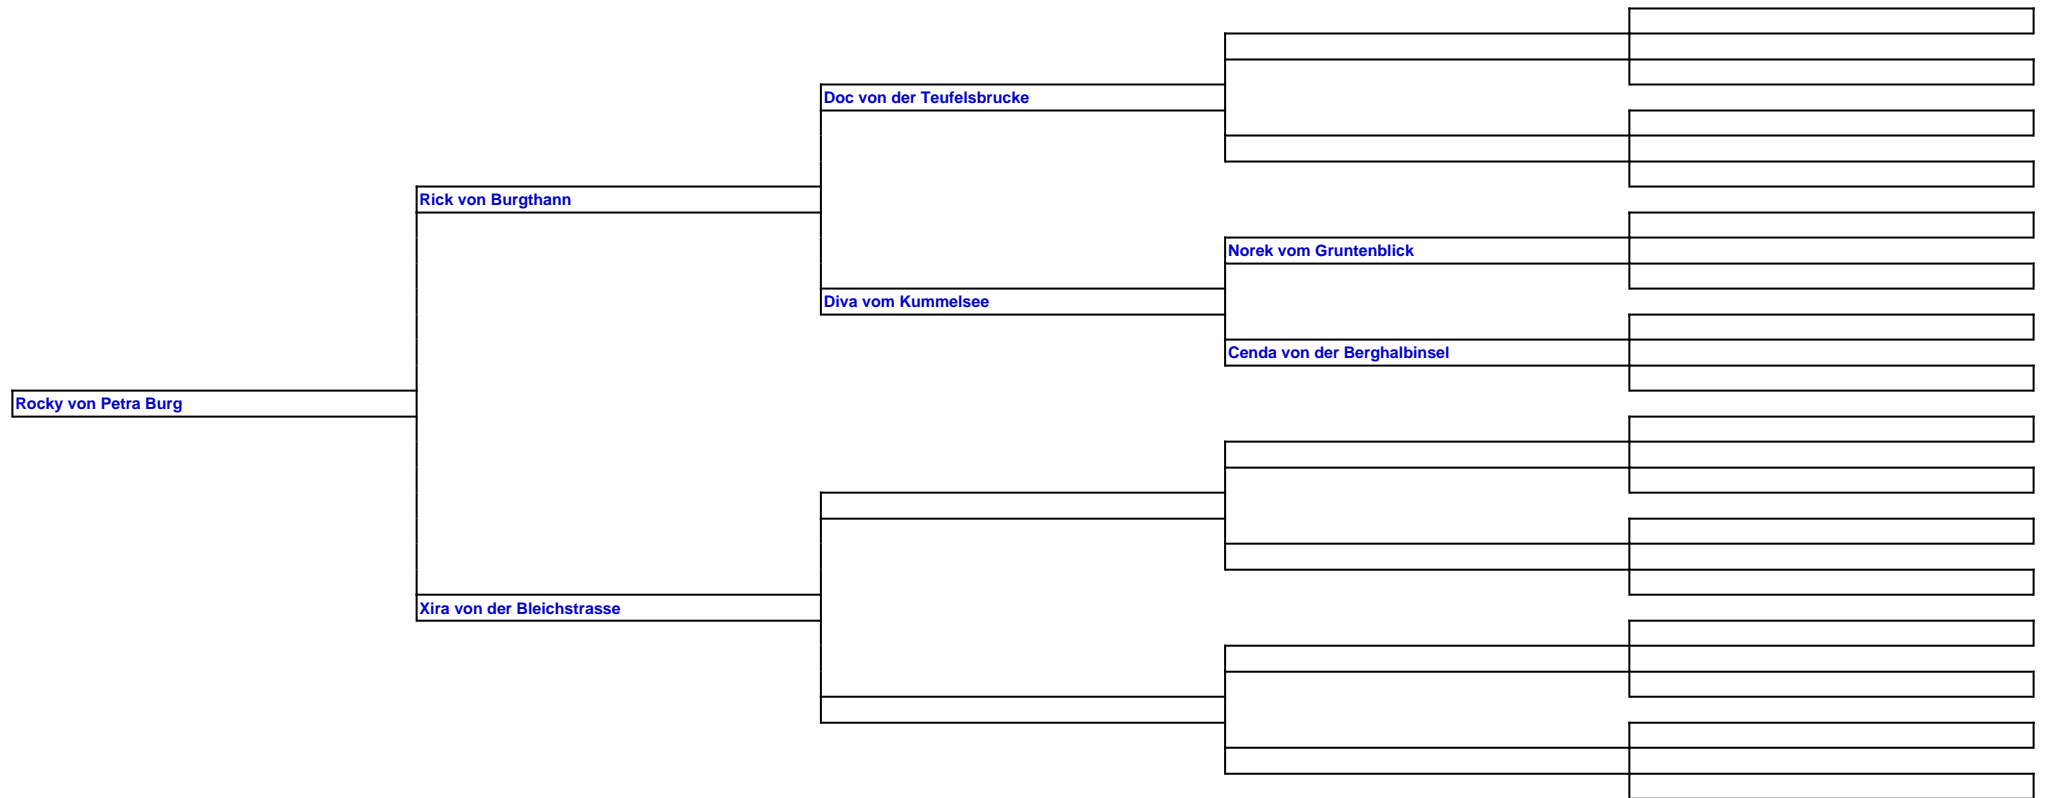 Doc von der Teufelsbrucke
Rick von Burgthann
Norek vom Gruntenblick
Diva vom Kummelsee
Cenda von der Berghalbinsel
Rocky von Petra Burg
Xira von der Bleichstrasse